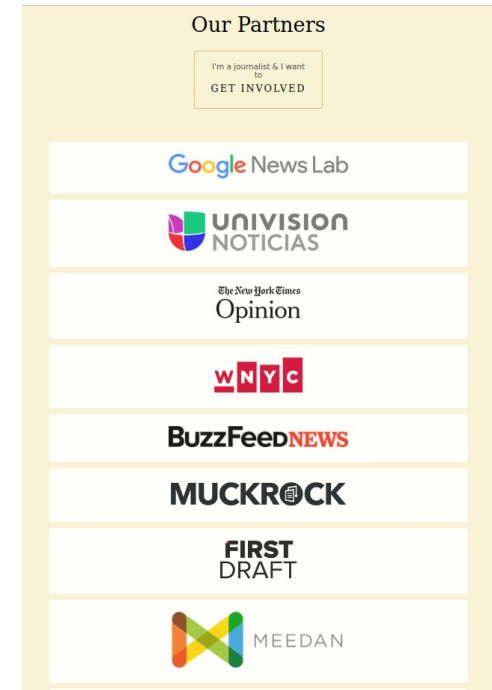 Our Partners
I'm a journalist & I want
to
GET INVOLVED
Google News Lab
UNIVISION
NOTICIAS
The New York Times
Opinion
WNYC
BUZZFEED NEWS
MUCKROCK
FIRST
DRAFT
MEEDAN